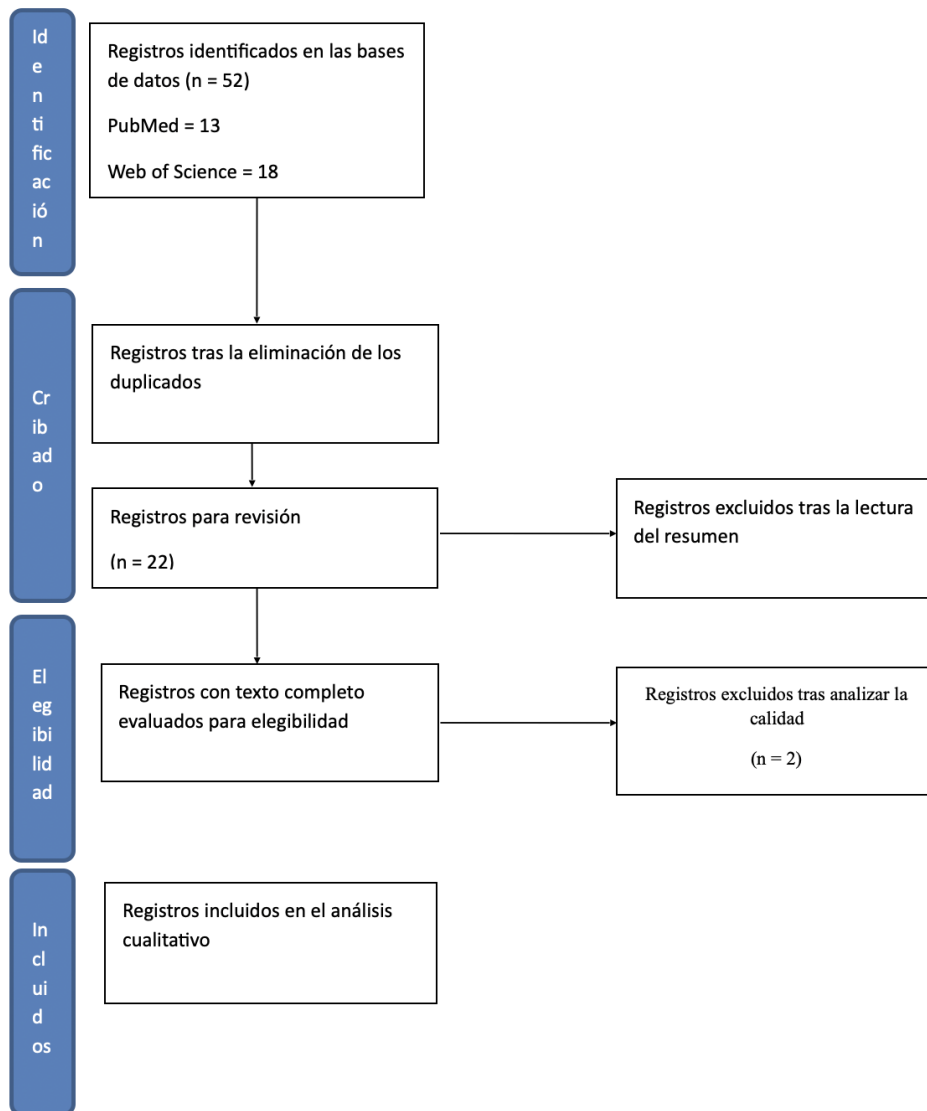 Id
e
n
ti
fic
ac
ió
n
Registros identificados en las bases
de datos (n = 52)
PubMed = 13
Web of Science = 18
Cr
ib
ad
o
Registros tras la eliminación de los
duplicados
Registros para revisión
(n = 22)
Registros excluidos tras la lectura
del resumen
El
eg
ibi
lid
ad
Registros con texto completo
evaluados para elegibilidad
Registros excluidos tras analizar la
calidad
(n = 2)
In
cl
ui
d
os
Registros incluidos en el análisis
cualitativo